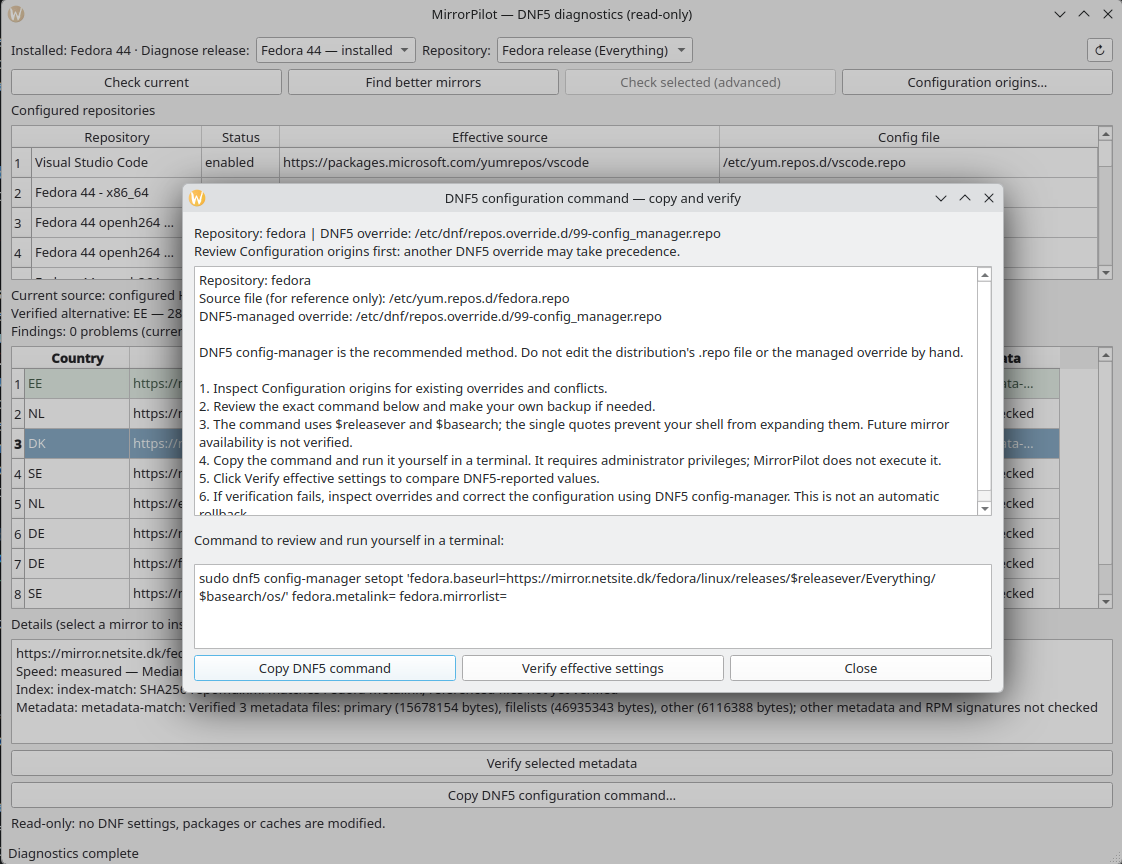 MirrorPilot — DNF5 diagnostics (read-only)
Installed: Fedora 44 · Diagnose release: Fedora 44 — installed Repository: Fedora release (Everything)
Check current Find better mirrors Check selected (advanced) Configuration origins...
Configured repositories
Repository Status Effective source Config file
1 Visual Studio Code enabled https://packages.microsoft.com/yumrepos/vscode /etc/yum.repos.d/vscode.repo
2 Fedora 44 - x86_64
3 Fedora 44 openh264 ...
4 Fedora 44 openh264 ...
Current source: configured
Verified alternative: EE — 28
Findings: 0 problems (curren
Country
1 EE https://r
2 NL https://r
3 DK https://r
4 SE https://r
5 NL https://e
6 DE https://r
7 DE https://f
8 SE https://r
ata
ata-...
ecked
ata-...
ecked
ecked
ecked
ecked
ecked
DNF5 configuration command — copy and verify
Repository: fedora | DNF5 override: /etc/dnf/repos.override.d/99-config_manager.repo
Review Configuration origins first: another DNF5 override may take precedence.
Repository: fedora
Source file (for reference only): /etc/yum.repos.d/fedora.repo
DNF5-managed override: /etc/dnf/repos.override.d/99-config_manager.repo
DNF5 config-manager is the recommended method. Do not edit the distribution's .repo file or the managed override by hand.
1. Inspect Configuration origins for existing overrides and conflicts.
2. Review the exact command below and make your own backup if needed.
3. The command uses $releasever and $basearch; the single quotes prevent your shell from expanding them. Future mirror
availability is not verified.
4. Copy the command and run it yourself in a terminal. It requires administrator privileges; MirrorPilot does not execute it.
5. Click Verify effective settings to compare DNF5-reported values.
6. If verification fails, inspect overrides and correct the configuration using DNF5 config-manager. This is not an automatic
rollback
Command to review and run yourself in a terminal:
sudo dnf5 config-manager setopt 'fedora.baseurl=https://mirror.netsite.dk/fedora/linux/releases/$releasever/Everything/
$basearch/os/' fedora.metalink= fedora.mirrorlist=
Copy DNF5 command Verify effective settings Close
Details (select a mirror to ins
https://mirror.netsite.dk/fed
Speed: measured — Median
Index: index-match: SHA256
Metadata: metadata-match: Verified 3 metadata files: primary (15678154 bytes), filelists (46935343 bytes), other (6116388 bytes); other metadata and RPM signatures not checked
Verify selected metadata
Copy DNF5 configuration command...
Read-only: no DNF settings, packages or caches are modified.
Diagnostics complete